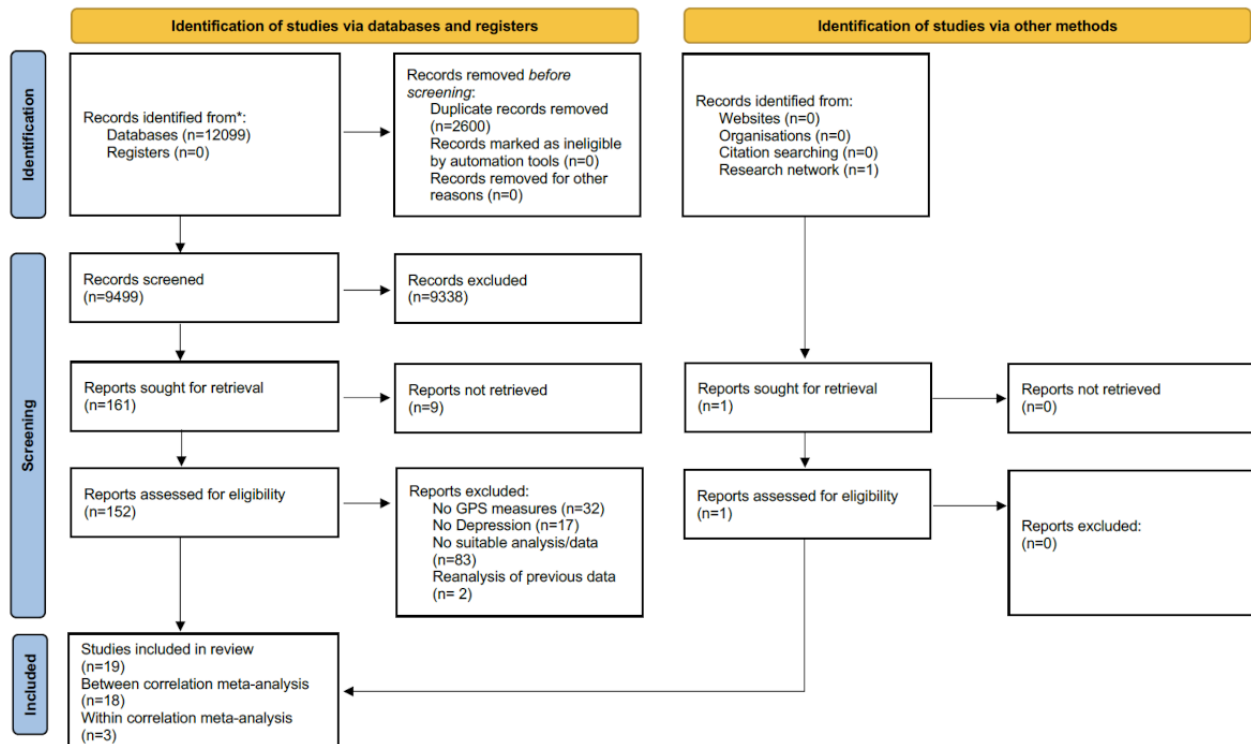 Identification of studies via databases and registers
Identification of studies via other methods
Identification
Records identified from*:
Databases (n=12099)
Registers (n=0)
Records removed before
screening:
Duplicate records removed
(n=2600)
Records marked as ineligible
by automation tools (n=0)
Records removed for other
reasons (n=0)
Records identified from:
Websites (n=0)
Organisations (n=0)
Citation searching (n=0)
Research network (n=1)
Screening
Records screened
(n=9499)
Records excluded
(n=9338)
Reports sought for retrieval
(n=161)
Reports not retrieved
(n=9)
Reports sought for retrieval
(n=1)
Reports not retrieved
(n=0)
Reports assessed for eligibility
(n=152)
Reports excluded:
No GPS measures (n=32)
No Depression (n=17)
No suitable analysis/data
(n=83)
Reanalysis of previous data
(n= 2)
Reports assessed for eligibility
(n=1)
Reports excluded:
(n=0)
Included
Studies included in review
(n=19)
Between correlation meta-analysis
(n=18)
Within correlation meta-analysis
(n=3)